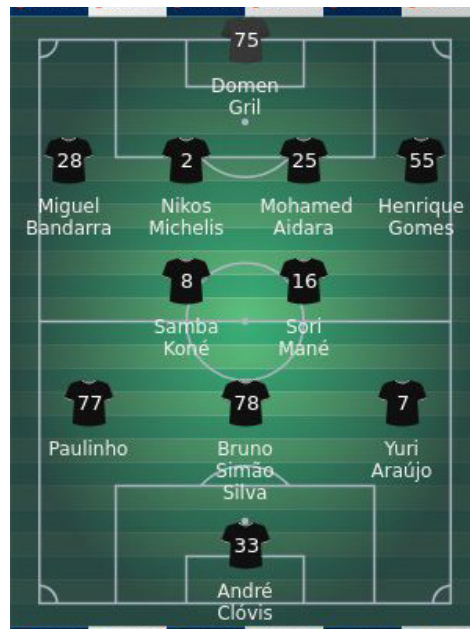 75
Domen
Gril
28 2 25 55
Miguel Nikos Mohamed Henrique
Bandarra Michelis Aidara Gomes
8 16
Samba Sori
Koné Mané
77 78 7
Paulinho Bruno Yuri
Simão Araújo
Silva
33
André
Clóvis